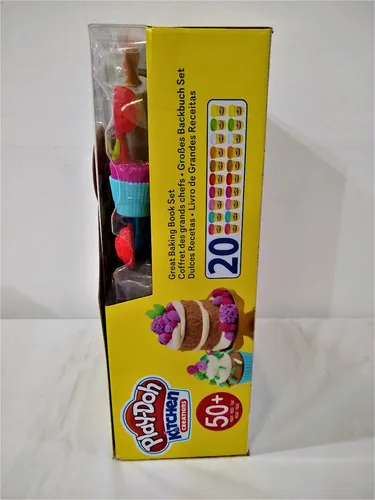 Great Baking Book Set
Coffret des grands chefs • Großes Backbuch Set
Dulces Recetas • Livro de Grandes Receitas
20
Play-Doh
KITCHEN
CREATIONS
50+